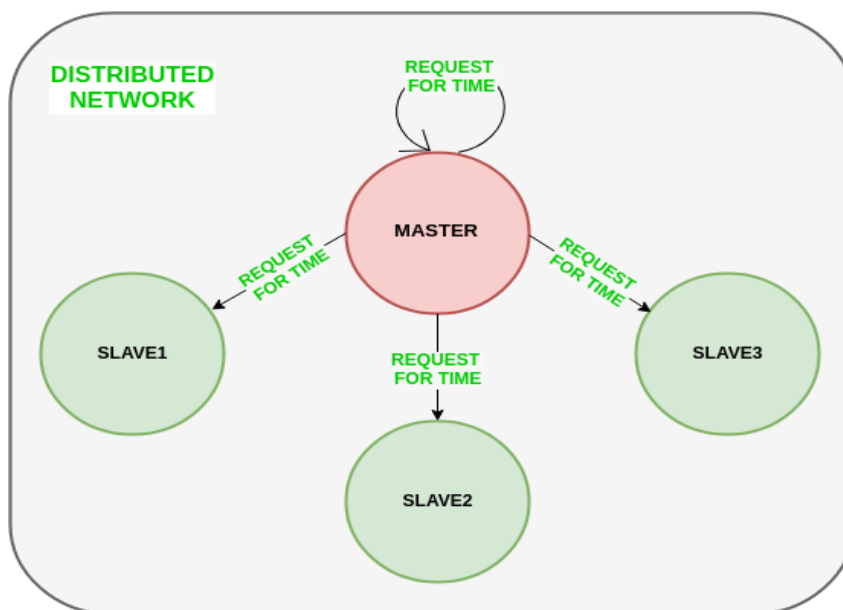 DISTRIBUTED
NETWORK
REQUEST
FOR TIME
MASTER
REQUEST
FOR TIME
REQUEST
FOR TIME
SLAVE1
REQUEST
FOR TIME
SLAVE3
SLAVE2